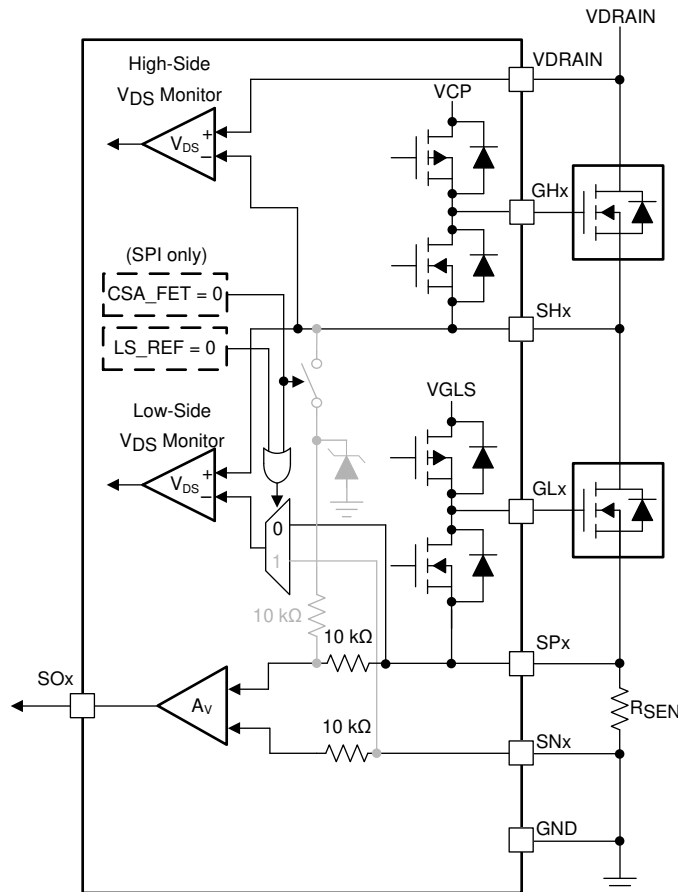 VDRAIN
High-Side
VDS Monitor
VDRAIN
VCP
VDS
+
−
GHx
(SPI only)
CSA_FET = 0
LS_REF = 0
SHx
VGLS
Low-Side
VDS Monitor
VDS
+
−
GLx
0
1
10 kΩ
10 kΩ
SPx
SOx
AV
RSEN
10 kΩ
SNx
GND